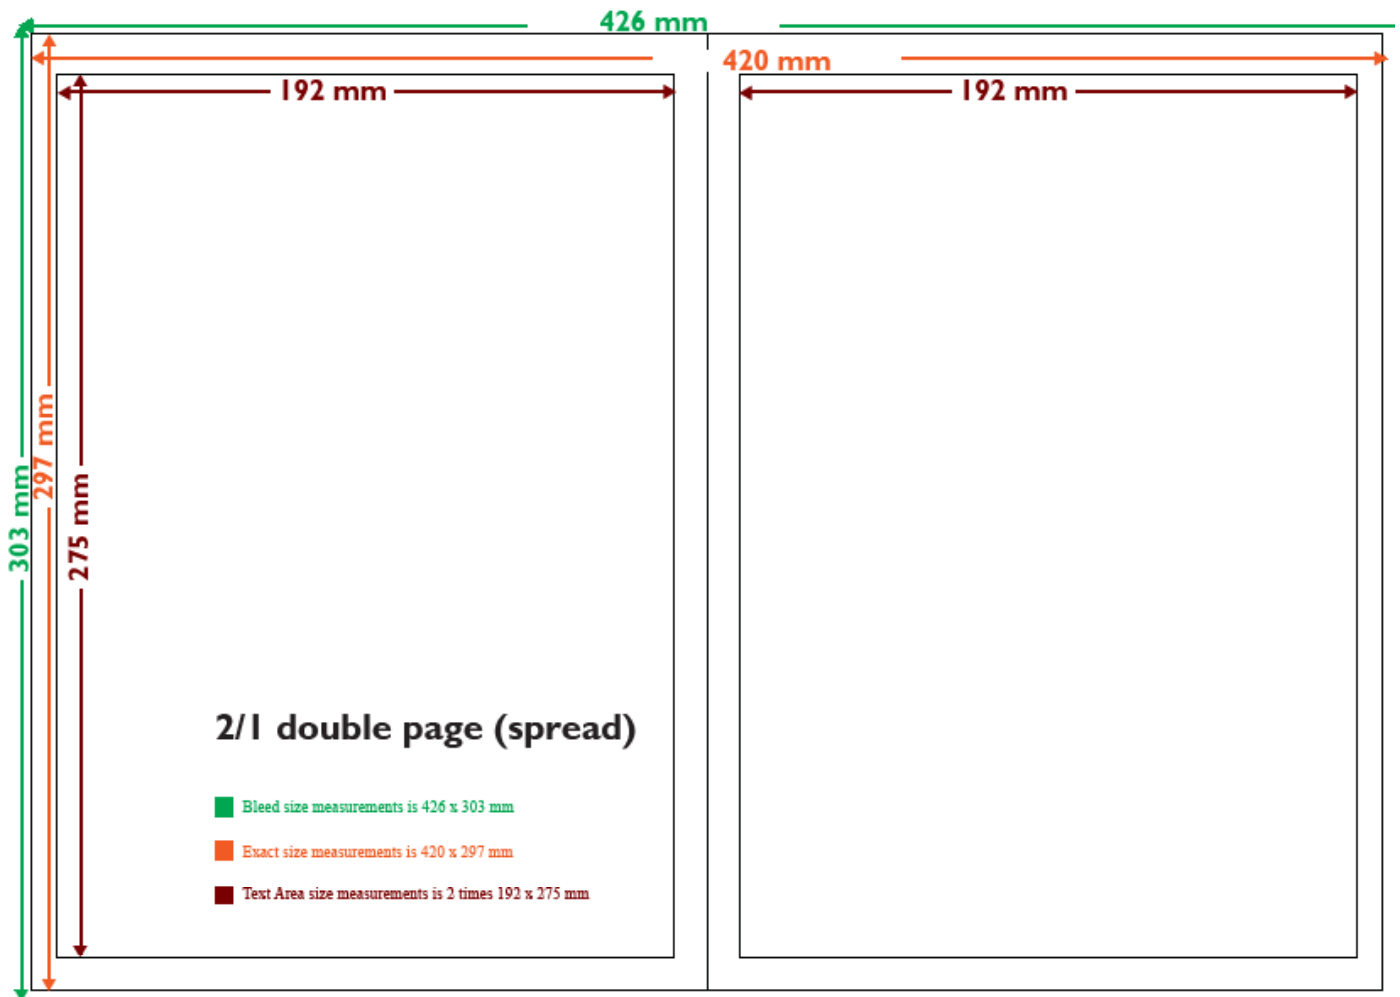 426 mm
420 mm
192 mm
192 mm
297 mm
303 mm
275 mm
2/1 double page (spread)
Bleed size measurements is 426 x 303 mm
Exact size measurements is 420 x 297 mm
Text Area size measurements is 2 times 192 x 275 mm